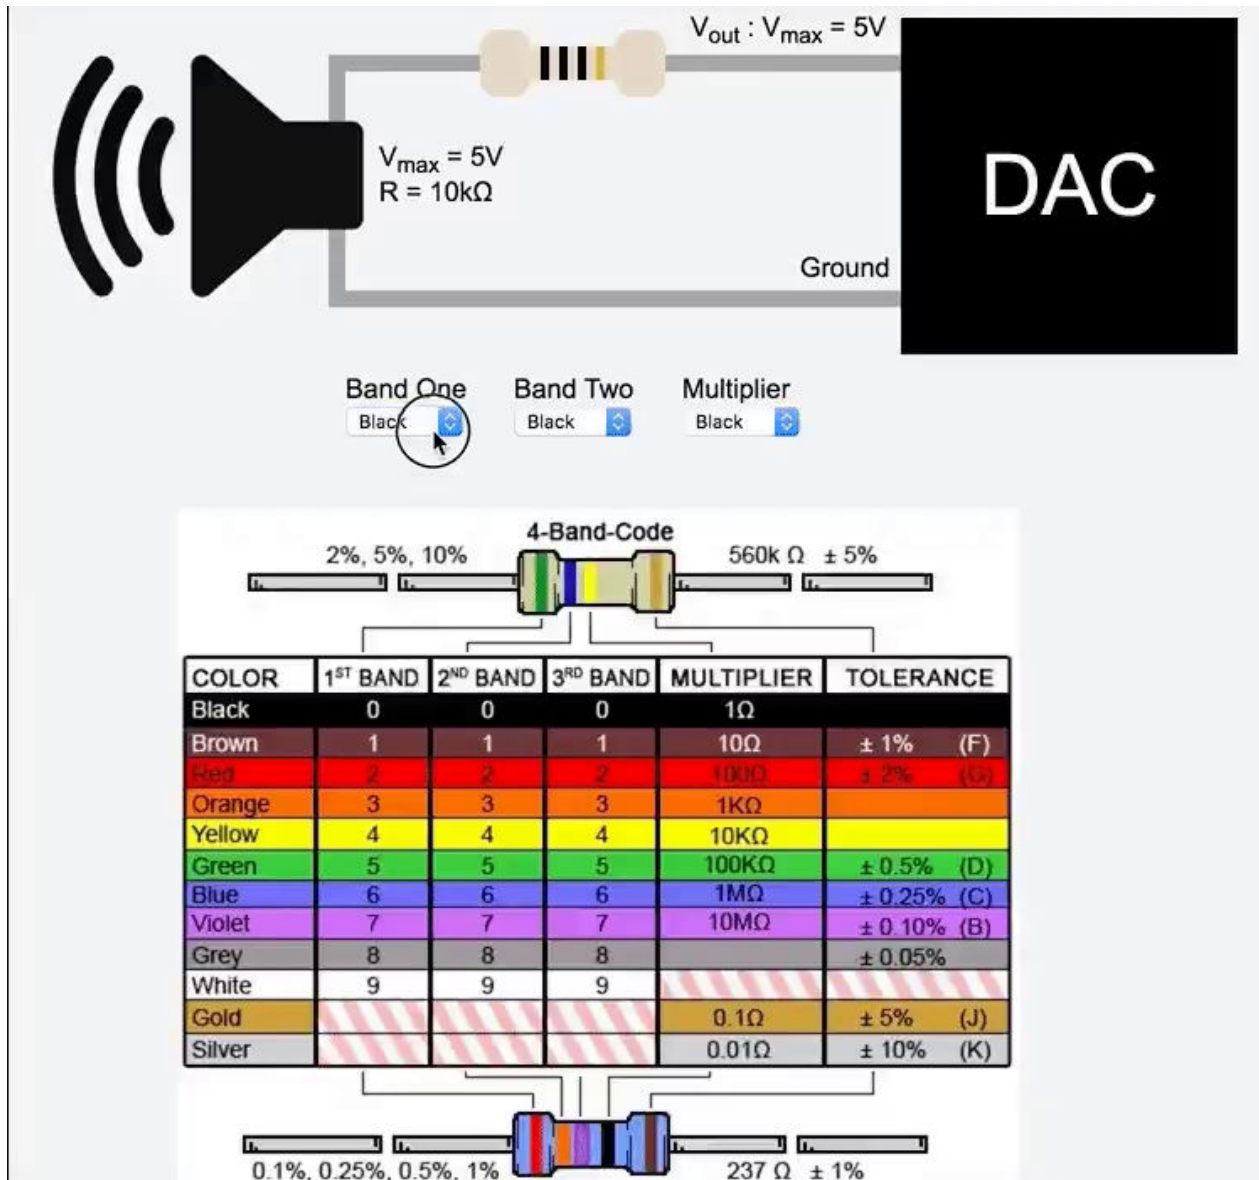 Vout : Vmax = 5V
DAC
Vmax = 5V
R = 10kΩ
Ground
Band One Band Two Multiplier
Black Black Black
4-Band-Code
2%, 5%, 10% 560k Ω ± 5%
COLOR 1ST BAND 2ND BAND 3RD BAND MULTIPLIER TOLERANCE
Black 0 0 0 1Ω
Brown 1 1 1 10Ω ± 1% (F)
Red 2 2 2 100Ω ± 2% (G)
Orange 3 3 3 1KΩ
Yellow 4 4 4 10KΩ
Green 5 5 5 100KΩ ± 0.5% (D)
Blue 6 6 6 1MΩ ± 0.25% (C)
Violet 7 7 7 10MΩ ± 0.10% (B)
Grey 8 8 8 ± 0.05%
White 9 9 9
Gold 0.1Ω ± 5% (J)
Silver 0.01Ω ± 10% (K)
0.1%, 0.25%, 0.5%, 1% 237 Ω ± 1%